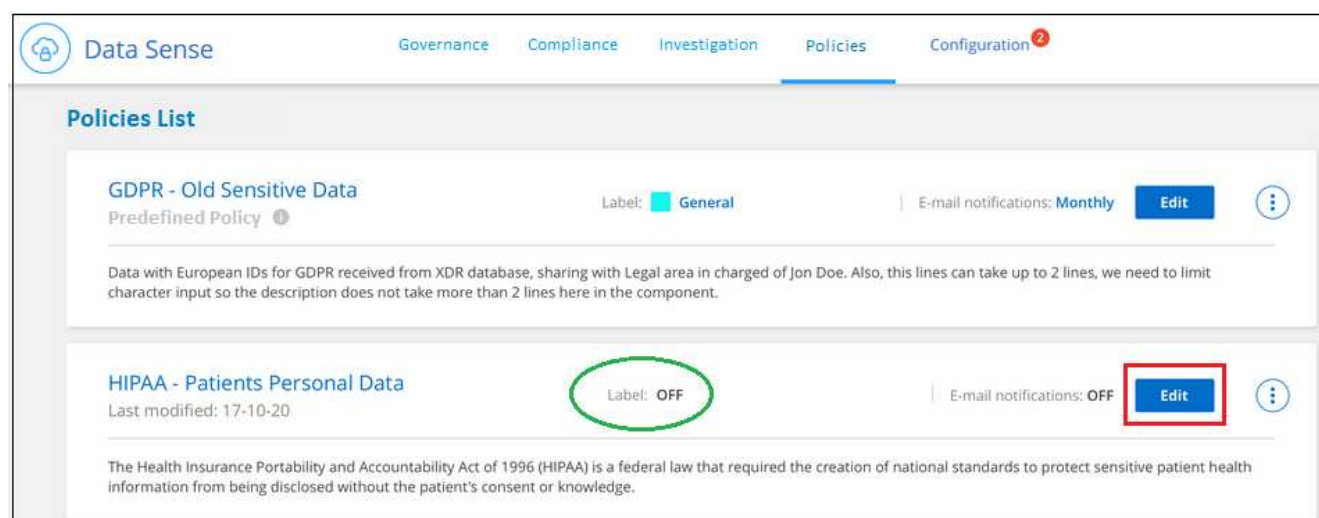 Data Sense
Governance
Compliance
Investigation
Policies
Configuration
2
Policies List
GDPR - Old Sensitive Data
Label: General
E-mail notifications: Monthly
Edit
Predefined Policy
Data with European IDs for GDPR received from XDR database, sharing with Legal area in charged of Jon Doe. Also, this lines can take up to 2 lines, we need to limit
character input so the description does not take more than 2 lines here in the component.
HIPAA - Patients Personal Data
Label: OFF
E-mail notifications: OFF
Edit
Last modified: 17-10-20
The Health Insurance Portability and Accountability Act of 1996 (HIPAA) is a federal law that required the creation of national standards to protect sensitive patient health
information from being disclosed without the patient's consent or knowledge.